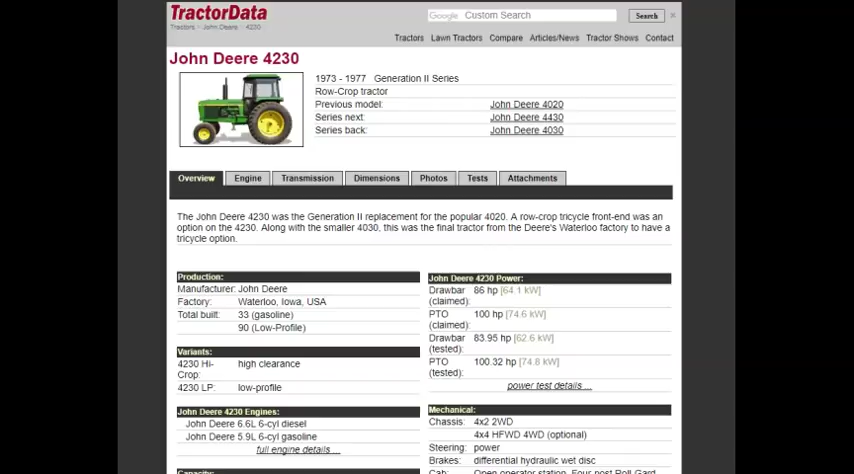 TractorData
Tractors > John Deere > 4230
Google Custom Search
Search
×
Tractors Lawn Tractors Compare Articles/News Tractor Shows Contact
John Deere 4230
1973 - 1977 Generation II Series
Row-Crop tractor
Previous model: John Deere 4020
Series next: John Deere 4430
Series back: John Deere 4030
Overview Engine Transmission Dimensions Photos Tests Attachments
The John Deere 4230 was the Generation II replacement for the popular 4020. A row-crop tricycle front-end was an
option on the 4230. Along with the smaller 4030, this was the final tractor from the Deere's Waterloo factory to have a
tricycle option.
Production:
Manufacturer: John Deere
Factory: Waterloo, Iowa, USA
Total built: 33 (gasoline)
90 (Low-Profile)
Variants:
4230 Hi-
Crop: high clearance
4230 LP: low-profile
John Deere 4230 Engines:
John Deere 6.6L 6-cyl diesel
John Deere 5.9L 6-cyl gasoline
full engine details ...
Capacity:
John Deere 4230 Power:
Drawbar
(claimed): 86 hp [64.1 kW]
PTO
(claimed): 100 hp [74.6 kW]
Drawbar
(tested): 83.95 hp [62.6 kW]
PTO
(tested): 100.32 hp [74.8 kW]
power test details ...
Mechanical:
Chassis: 4x2 2WD
4x4 HFWD 4WD (optional)
Steering: power
Brakes: differential hydraulic wet disc
Cab: Open operator station. Four-post Roll Gard